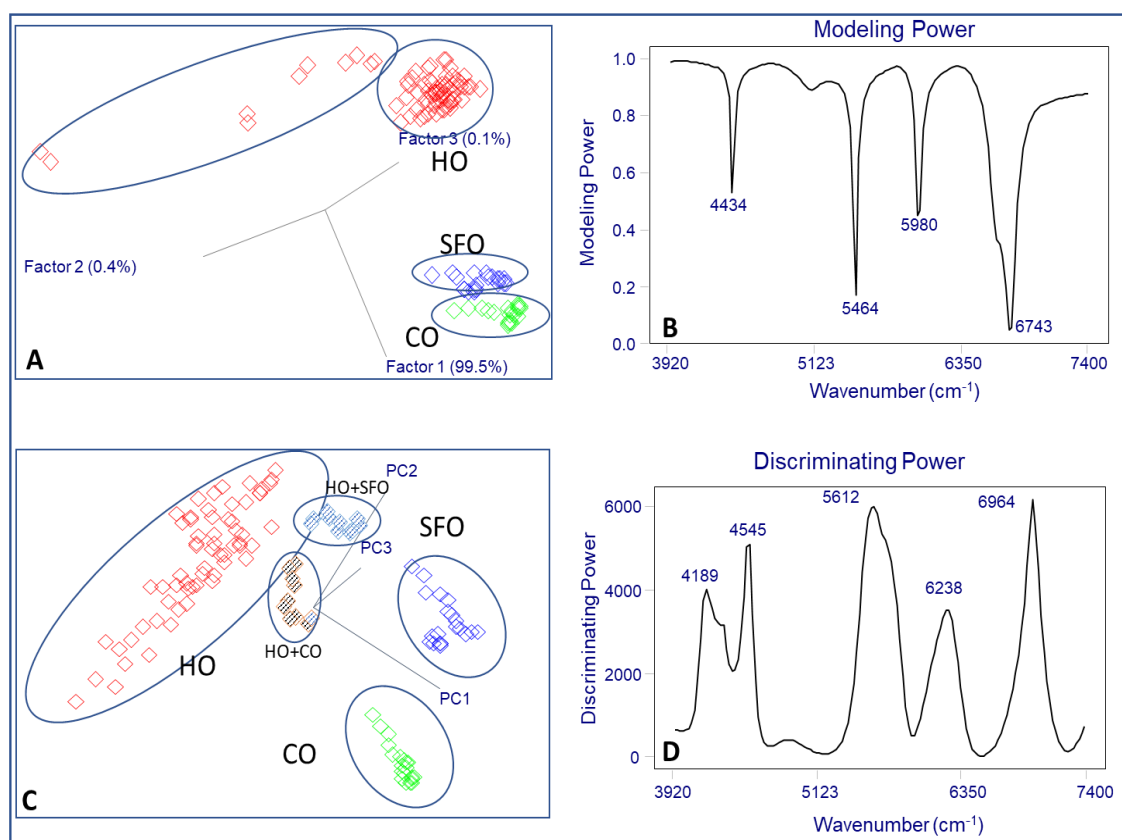 Factor 3 (0.1%)
HO
SFO
Factor 2 (0.4%)
CO
A
Factor 1 (99.5%)
Modeling Power
Modeling Power
1.0
0.8
0.6
0.4
0.2
0.0
4434
5980
5464
6743
B
3920
5123
6350
7400
Wavenumber (cm⁻¹)
PC2
HO+SFO
SFO
PC3
HO
HO+CO
PC1
CO
C
Discriminating Power
Discriminating Power
6000
4000
2000
0
5612
6964
4545
4189
6238
D
3920
5123
6350
7400
Wavenumber (cm⁻¹)